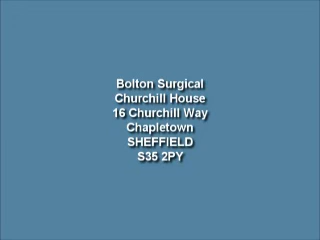 Bolton Surgical
Churchill House
16 Churchill Way
Chapletown
SHEFFIELD
S35 2PY